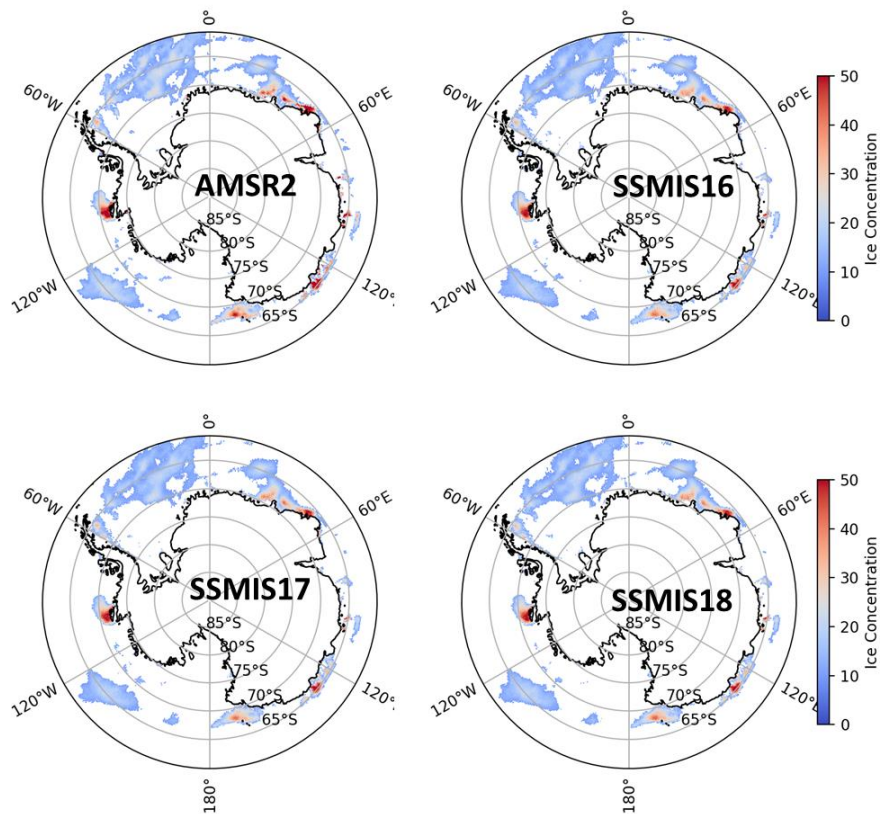 0°
0°
60°W
60°E
60°W
60°E
50
40
30
20
10
0
Ice Concentration
AMSR2
SSMIS16
85°S
80°S
75°S
70°S
65°S
85°S
80°S
75°S
70°S
65°S
120°W
120°
120°W
120°
0°
0°
60°W
60°E
60°W
60°E
50
40
30
20
10
0
Ice Concentration
SSMIS17
SSMIS18
85°S
80°S
75°S
70°S
65°S
85°S
80°S
75°S
70°S
65°S
120°W
120°
120°W
120°
180°
180°